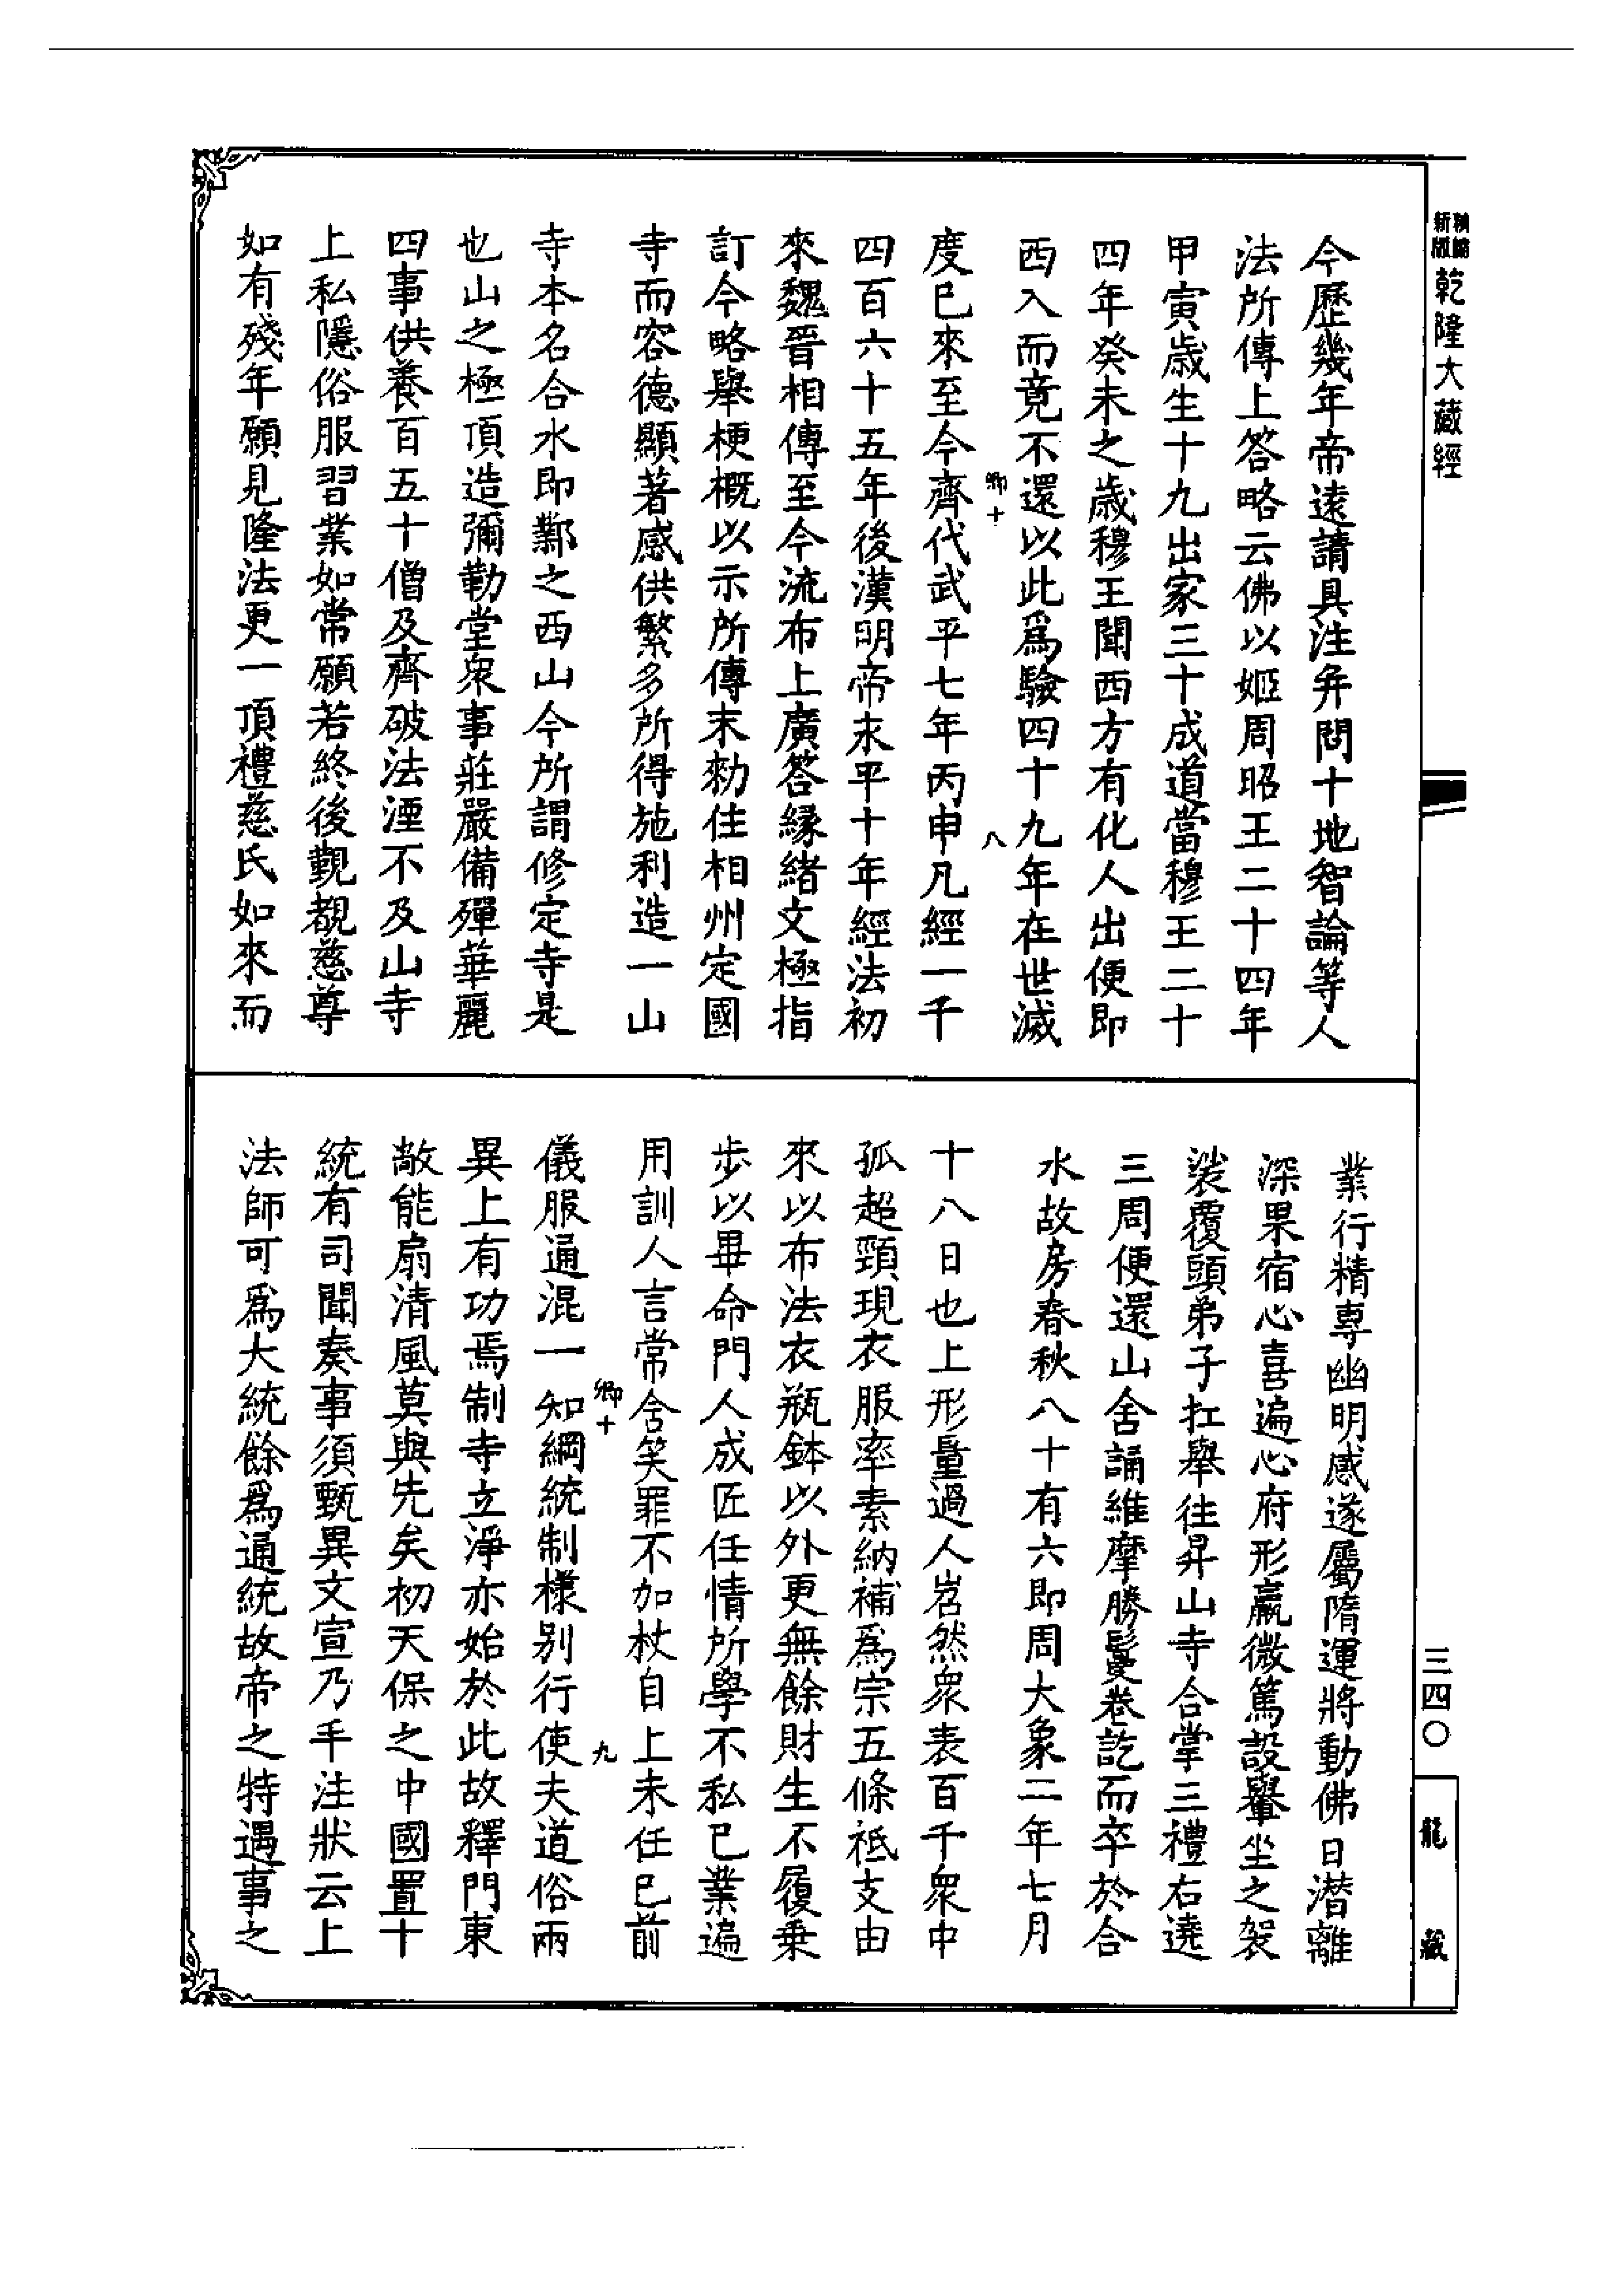 新編
新版
乾隆大藏經
今歷幾年帝遠請具注并問十地智論等人
法所傳上答略云佛以姬周昭王二十四年
甲寅歲生十九出家三十成道當穆王二十
四年癸未之歲穆王聞西方有化人出便即
西入而竟不還以此爲驗四十九年在世滅
卿十
八
度已來至今齊代武平七年丙申凡經一千
四百六十五年後漢明帝末平十年經法初
來魏晉相傳至今流布上廣答緣緒文極指
訂今略舉梗概以示所傳末勑住相州定國
寺而容德顯著感供繁多所得施利造一山
寺本名合水即鄴之西山今所謂修定寺是
也山之極頂造彌勒堂衆事莊嚴備殫華麗
四事供養百五十僧及齊破法湮不及山寺
上私隱俗服習業如常願若終後覲覩慈尊
如有殘年願見隆法更一頂禮慈氏如來而
業行精專幽明感遂屬隋運將動佛日潛離
深果宿心喜遍心府形羸微篤設轝坐之袈
裟覆頭弟子扛舉往昇山寺合掌三禮右遶
三周便還山舍誦維摩勝鬘卷訖而卒於合
水故房春秋八十有六即周大象二年七月
十八日也上形量過人岧然衆表百千衆中
孤超頸現衣服率素納補爲宗五條祇支由
來以布法衣瓶鉢以外更無餘財生不履乗
步以畢命門人成匠任情所學不私已業遍
用訓人言常含笑罪不加杖自上未任已前
卿十
九
儀服通混一知綱統制樣別行使夫道俗兩
異上有功焉制寺立淨亦始於此故釋門東
敞能扇清風莫與先矣初天保之中國置十
統有司聞奏事須甄異文宣乃手注狀云上
法師可爲大統餘爲通統故帝之特遇事之
三四〇
龍藏